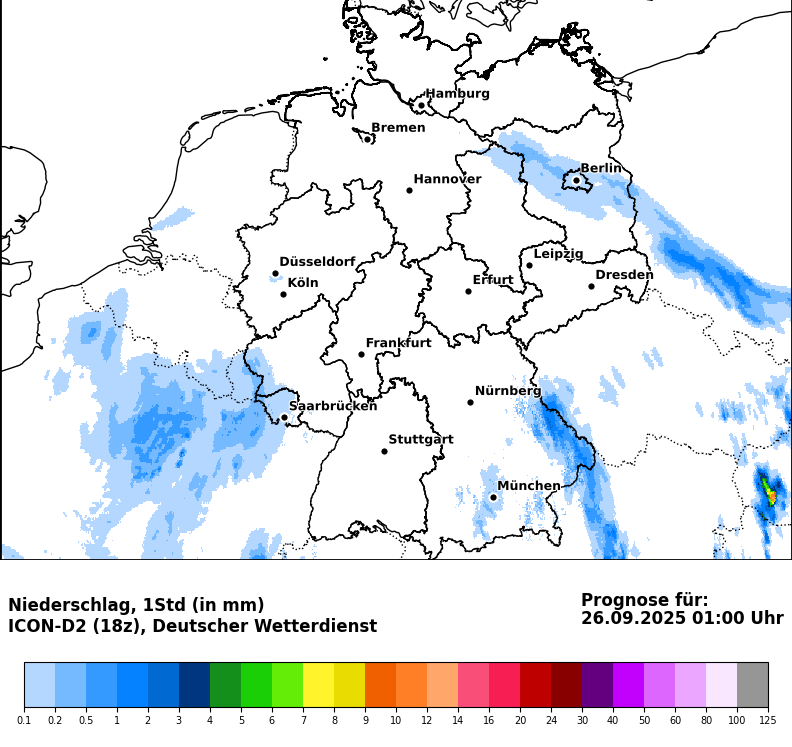 Hamburg
Bremen
Berlin
Hannover
Düsseldorf
Leipzig
Köln
Erfurt
Dresden
Frankfurt
Nürnberg
Saarbrücken
Stuttgart
München
Niederschlag, 1Std (in mm)
ICON-D2 (18z), Deutscher Wetterdienst
Prognose für:
26.09.2025 01:00 Uhr
0.1 0.2 0.5 1 2 3 4 5 6 7 8 9 10 12 14 16 20 24 30 40 50 60 80 100 125